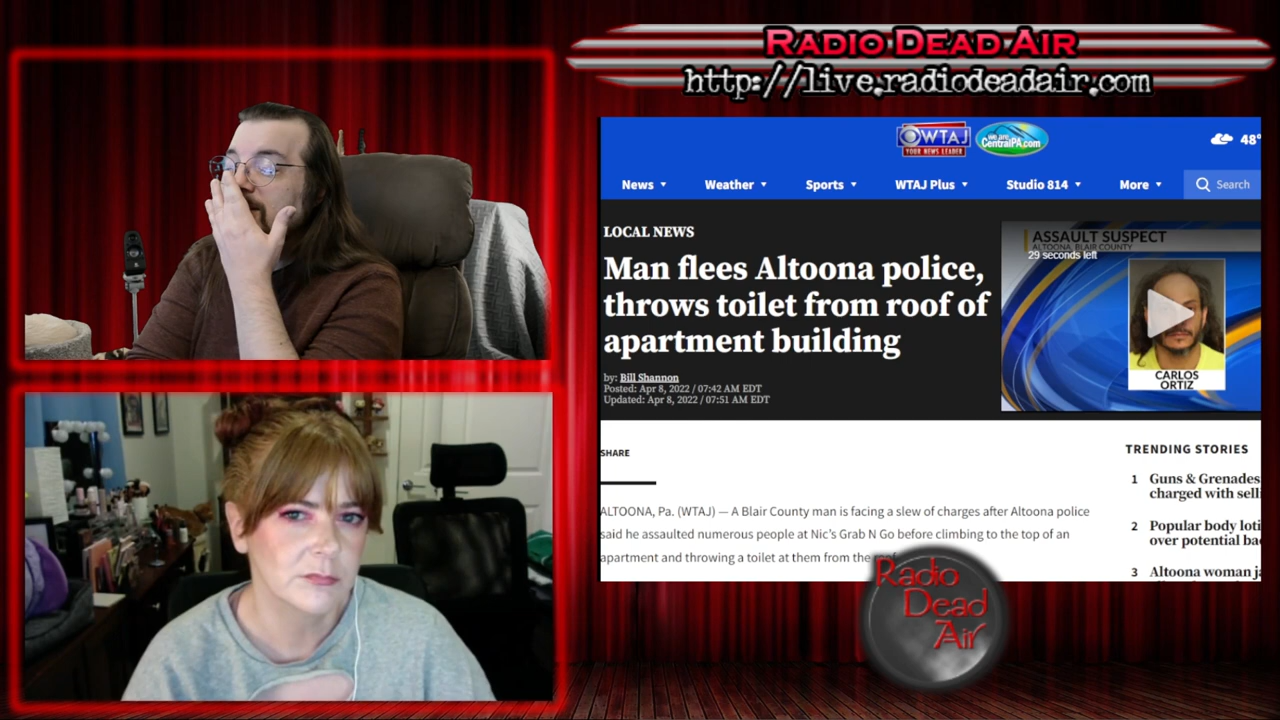 RADIO DEAD AIR
http://live.radiodeadair.com
WTAJ
YOUR NEWS LEADER
we are
CentralPA.com
48°
News
Weather
Sports
WTAJ Plus
Studio 814
More
Search
LOCAL NEWS
Man flees Altoona police,
throws toilet from roof of
apartment building
by: Bill Shannon
Posted: Apr 8, 2022 / 07:42 AM EDT
Updated: Apr 8, 2022 / 07:51 AM EDT
ASSAULT SUSPECT
ALTOONA, BLAIR COUNTY
29 seconds left
CARLOS
ORTIZ
SHARE
ALTOONA, Pa. (WTAJ) — A Blair County man is facing a slew of charges after Altoona police
said he assaulted numerous people at Nic's Grab N Go before climbing to the top of an
apartment and throwing a toilet at them from the
TRENDING STORIES
1 Guns & Grenades
charged with sell
2 Popular body loti
over potential ba
3 Altoona woman ja
Radio
Dead
Air